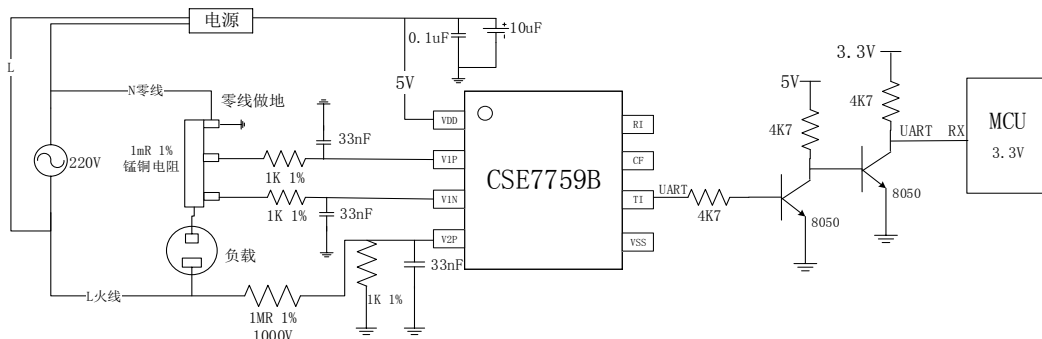 电源
0.1uF
10uF
5V
L
N零线
零线做地
1mR 1%
锰铜电阻
220V
33nF
1K 1%
1K 1%
33nF
负载
L火线
1MR 1%
1000V
1K 1%
33nF
VDD
V1P
V1N
V2P
CSE7759B
RI
CF
TI
VSS
UART
4K7
5V
4K7
8050
3.3V
4K7
8050
UART RX
MCU
3.3V